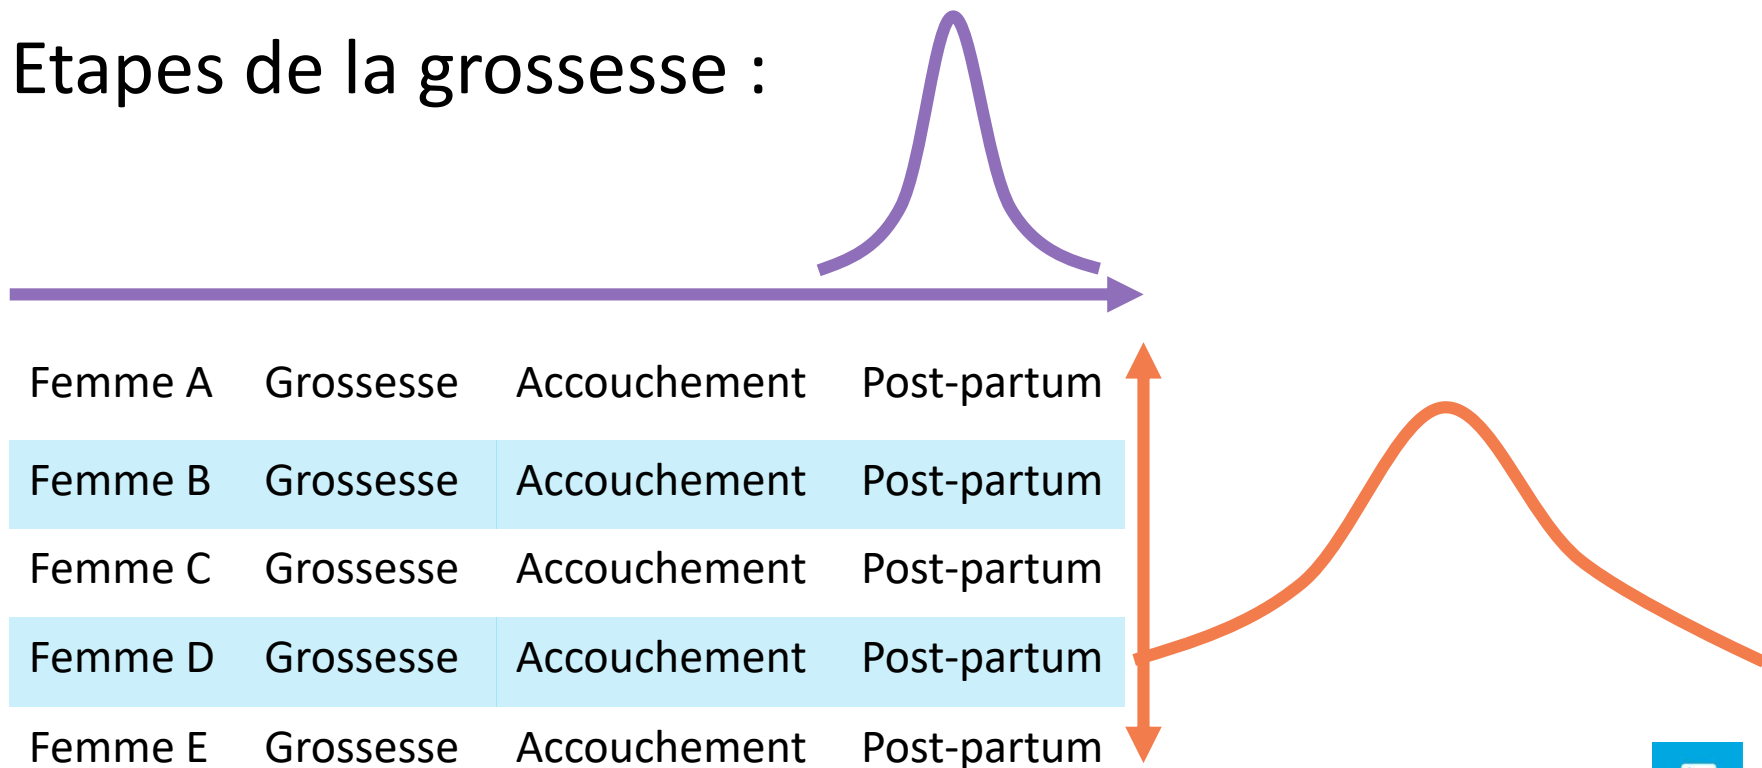 Etapes de la grossesse :
Femme A Grossesse Accouchement Post-partum
Femme B Grossesse Accouchement Post-partum
Femme C Grossesse Accouchement Post-partum
Femme D Grossesse Accouchement Post-partum
Femme E Grossesse Accouchement Post-partum